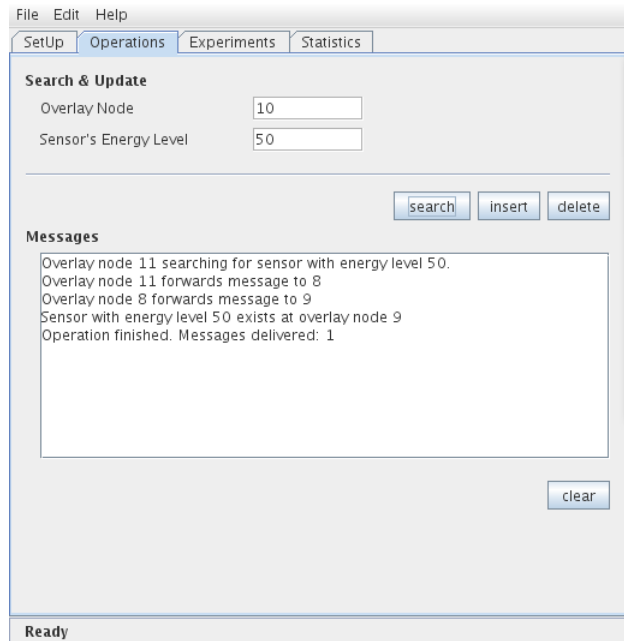 File Edit Help
SetUp Operations Experiments Statistics
Search & Update
Overlay Node 10
Sensor's Energy Level 50
search insert delete
Messages
Overlay node 11 searching for sensor with energy level 50.
Overlay node 11 forwards message to 8
Overlay node 8 forwards message to 9
Sensor with energy level 50 exists at overlay node 9
Operation finished. Messages delivered: 1
clear
Ready